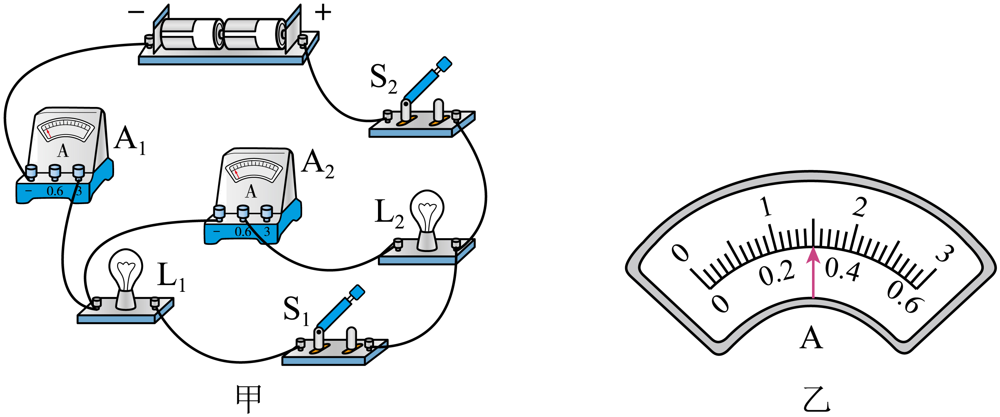 − +
S₂
A₁
A
− 0.6 3
A₂
A
− 0.6 3
L₂
L₁
S₁
甲
0 1 2 3
0 0.2 0.4 0.6
A
乙